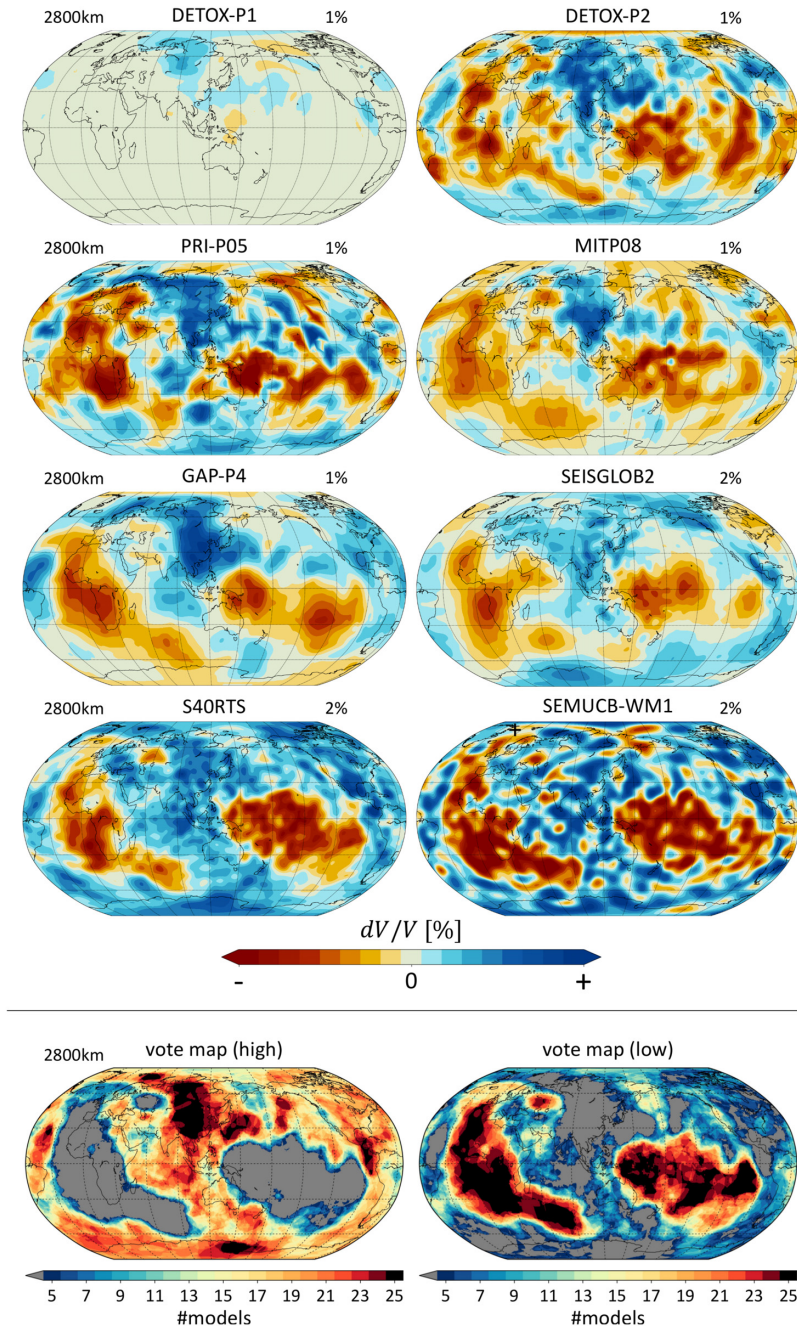 2800km DETOX-P1 1%
DETOX-P2 1%
2800km PRI-P05 1%
MITP08 1%
2800km GAP-P4 1%
SEISGLOB2 2%
2800km S40RTS 2%
SEMUCB-WM1 2%
dV/V [%]
- 0 +
2800km vote map (high)
vote map (low)
5 7 9 11 13 15 17 19 21 23 25
#models
5 7 9 11 13 15 17 19 21 23 25
#models